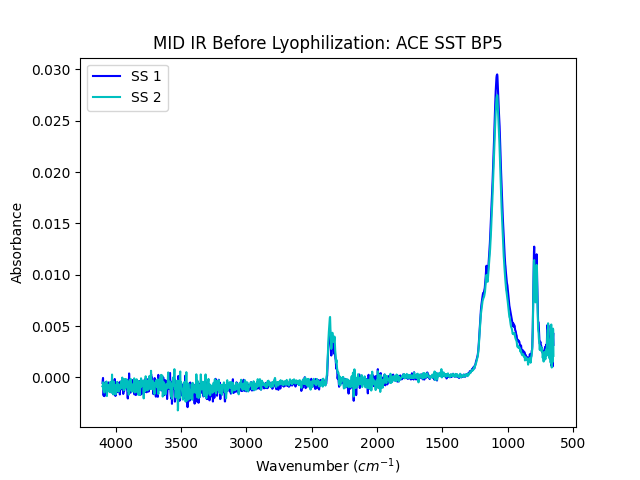 MID IR Before Lyophilization: ACE SST BP5
SS 1
SS 2
Absorbance
0.030
0.025
0.020
0.015
0.010
0.005
0.000
4000 3500 3000 2500 2000 1500 1000 500
Wavenumber (cm⁻¹)